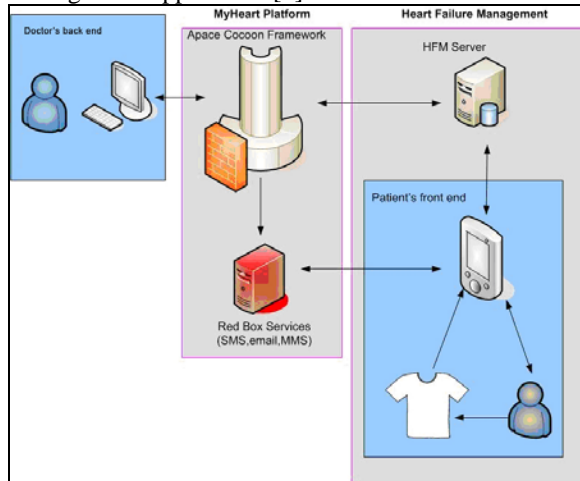 MyHeart Platform
Heart Failure Management
Doctor's back end
Apace Cocoon Framework
HFM Server
Patient's front end
Red Box Services
(SMS,email,MMS)